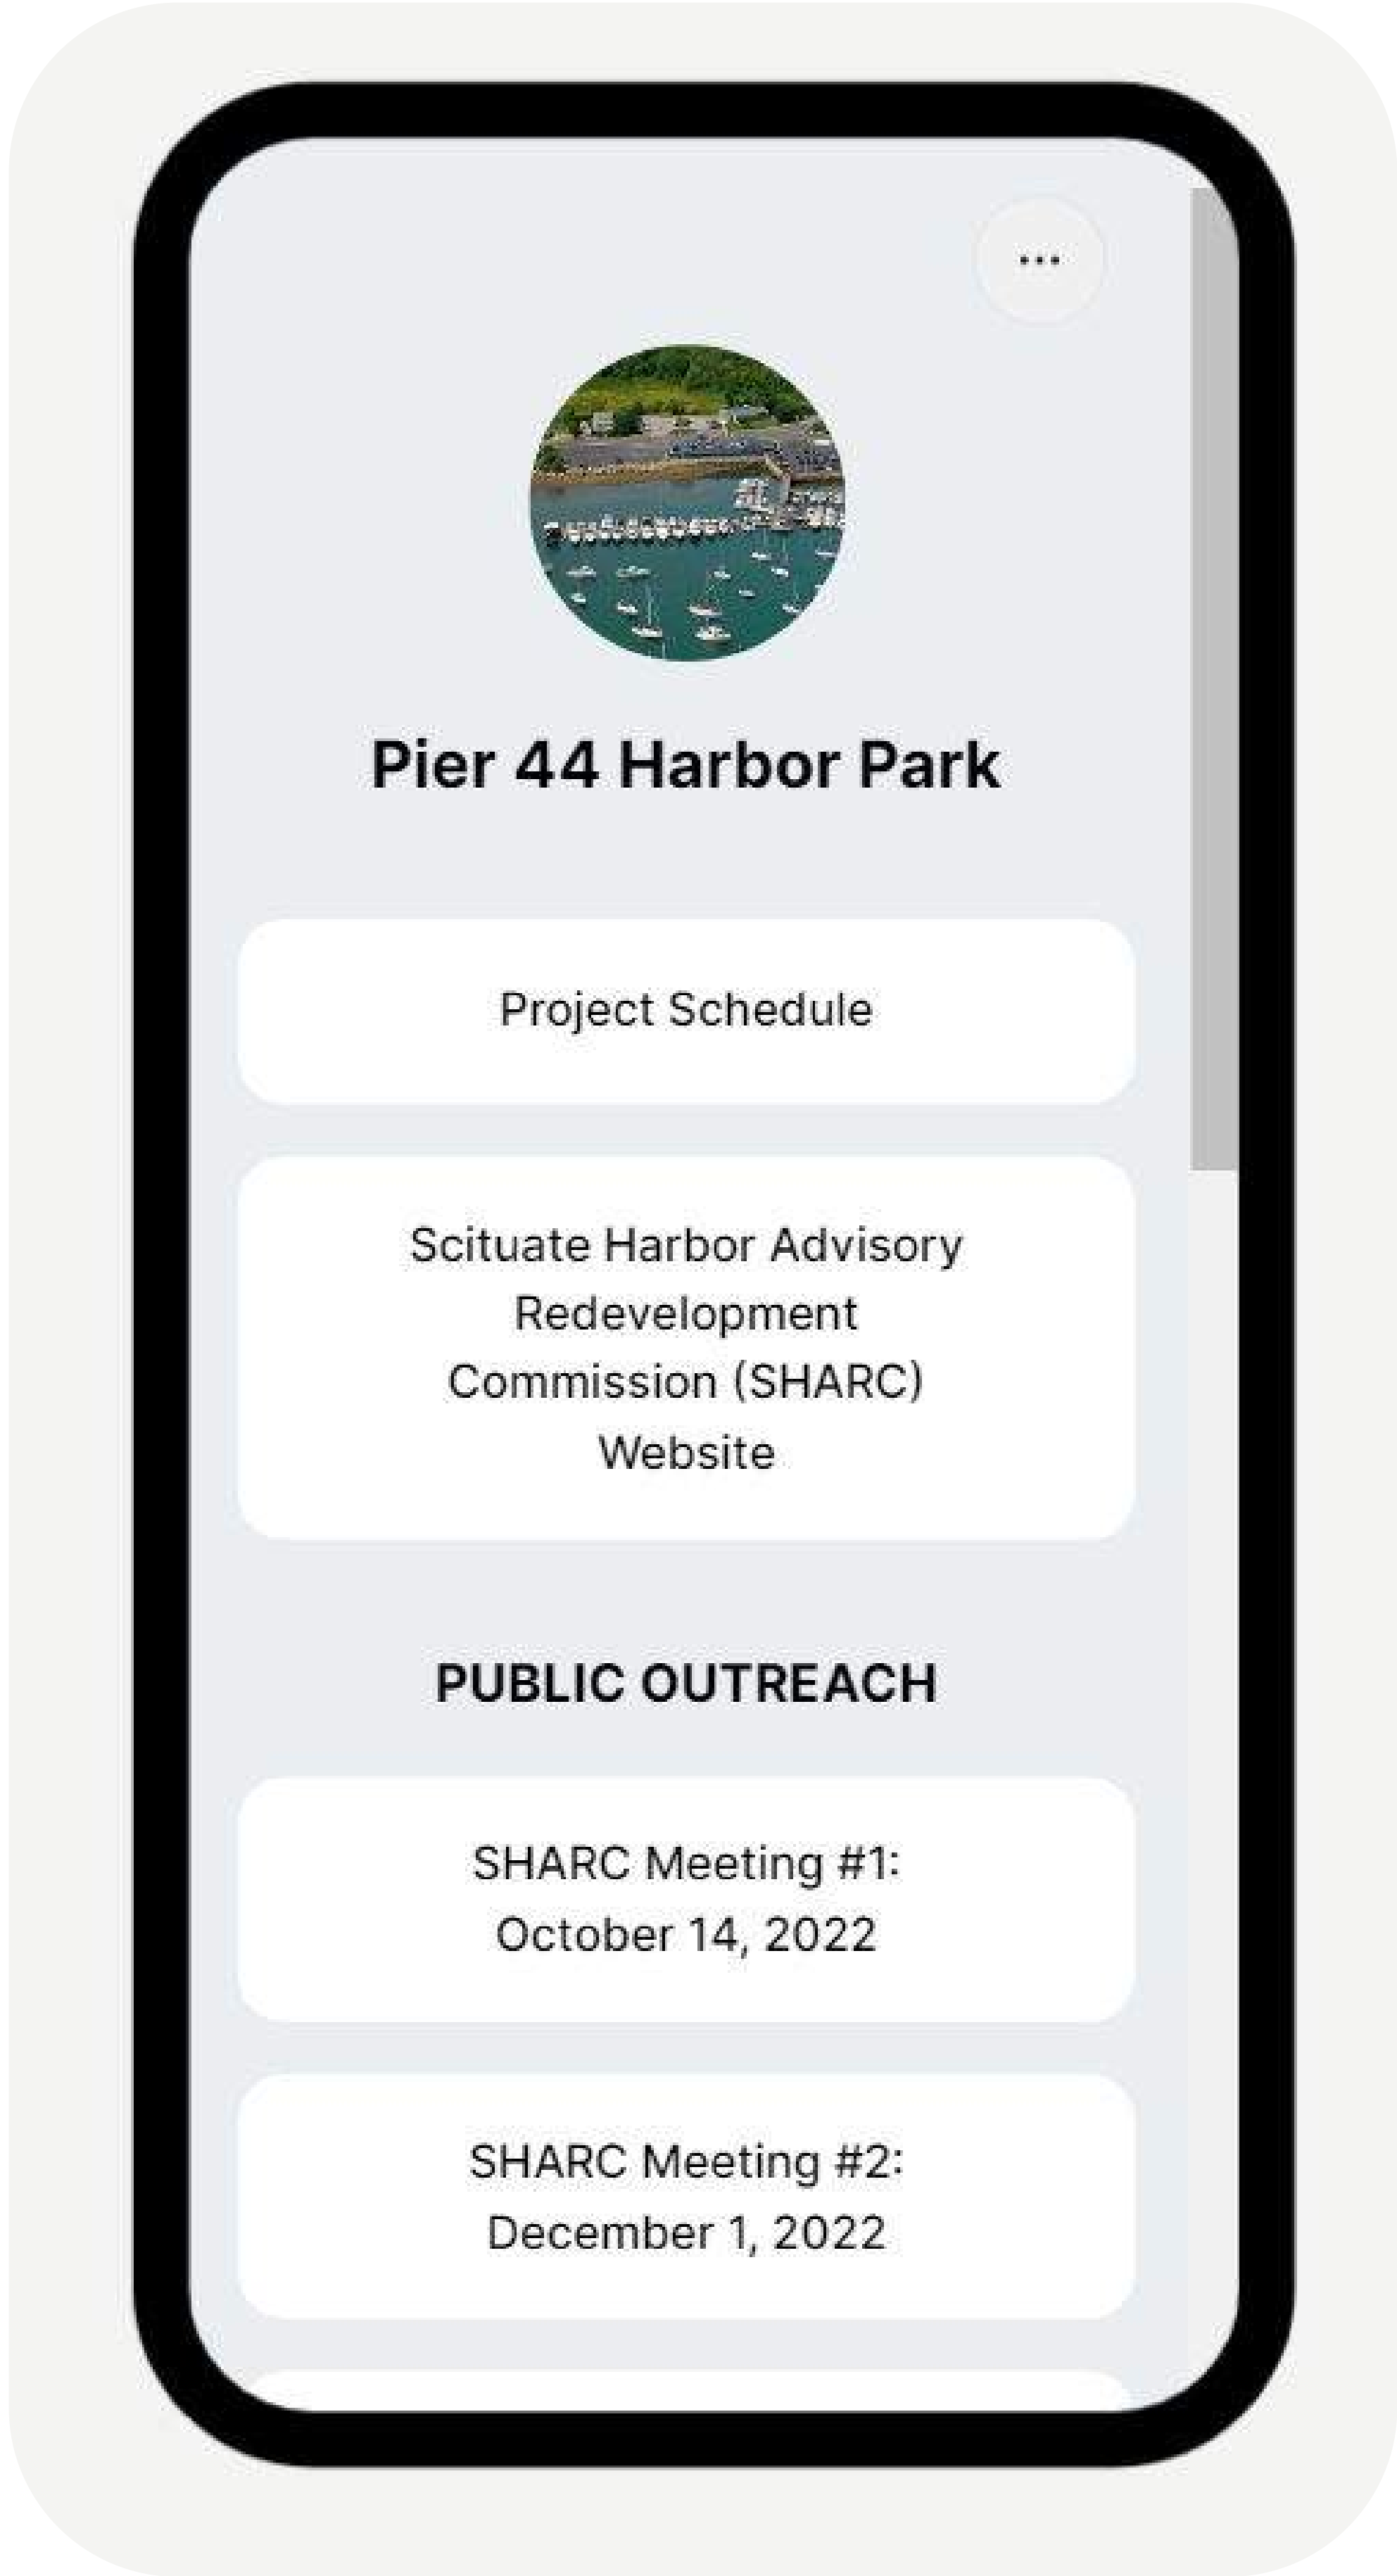 Pier 44 Harbor Park
Project Schedule
Scituate Harbor Advisory
Redevelopment
Commission (SHARC)
Website
PUBLIC OUTREACH
SHARC Meeting #1:
October 14, 2022
SHARC Meeting #2:
December 1, 2022